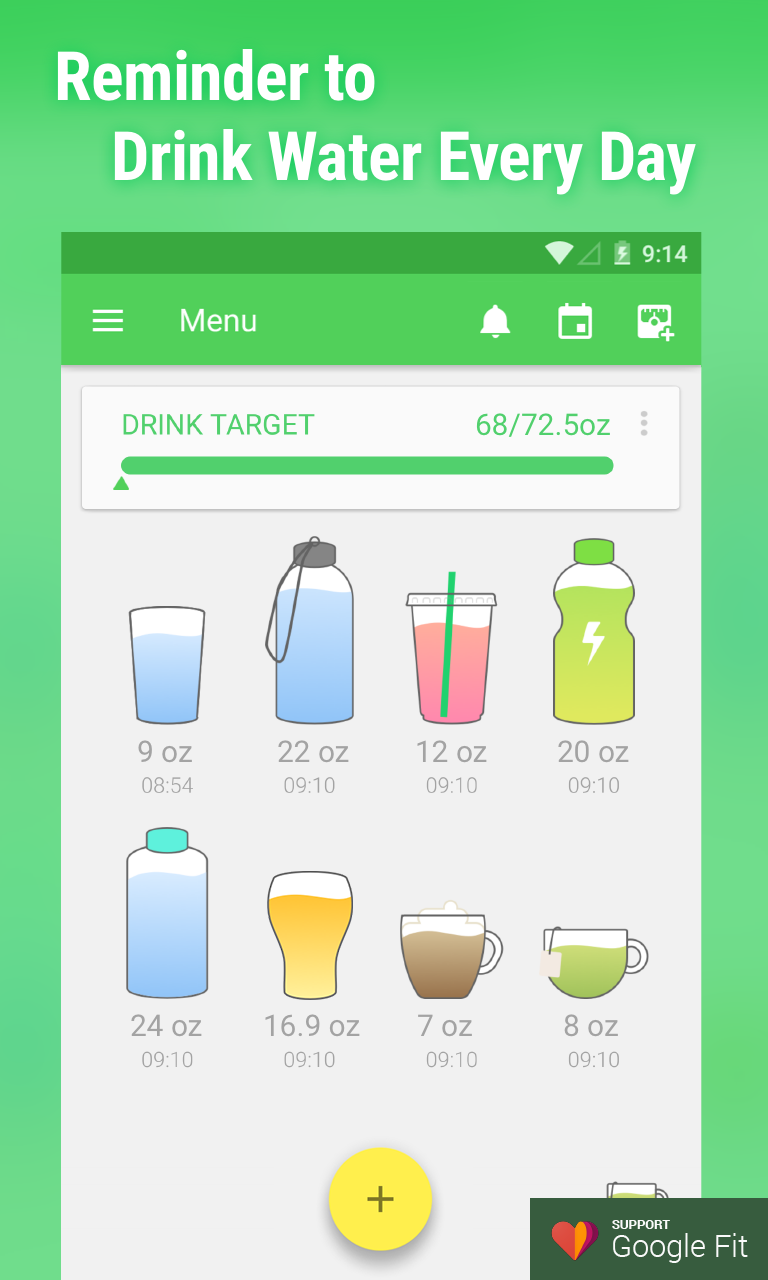 Reminder to
Drink Water Every Day
9:14
Menu
DRINK TARGET 68/72.5oz
9 oz 22 oz 12 oz 20 oz
08:54 09:10 09:10 09:10
24 oz 16.9 oz 7 oz 8 oz
09:10 09:10 09:10 09:10
+
SUPPORT
Google Fit